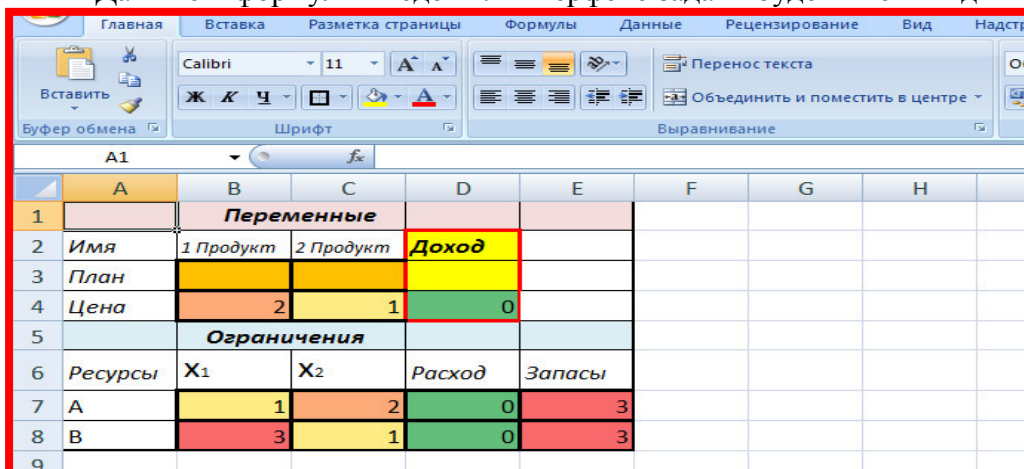 Главная Вставка Разметка страницы Формулы Данные Рецензирование Вид Надстр
Вставить
Calibri 11 A A
Ж К Ч А
Перенос текста
Объединить и поместить в центре
Буфер обмена Шрифт Выравнивание
A1 fx
A B C D E F G H
1 Переменные
2 Имя 1 Продукт 2 Продукт Доход
3 План
4 Цена 2 1 0
5 Ограничения
6 Ресурсы X1 X2 Расход Запасы
7 A 1 2 0 3
8 B 3 1 0 3
9